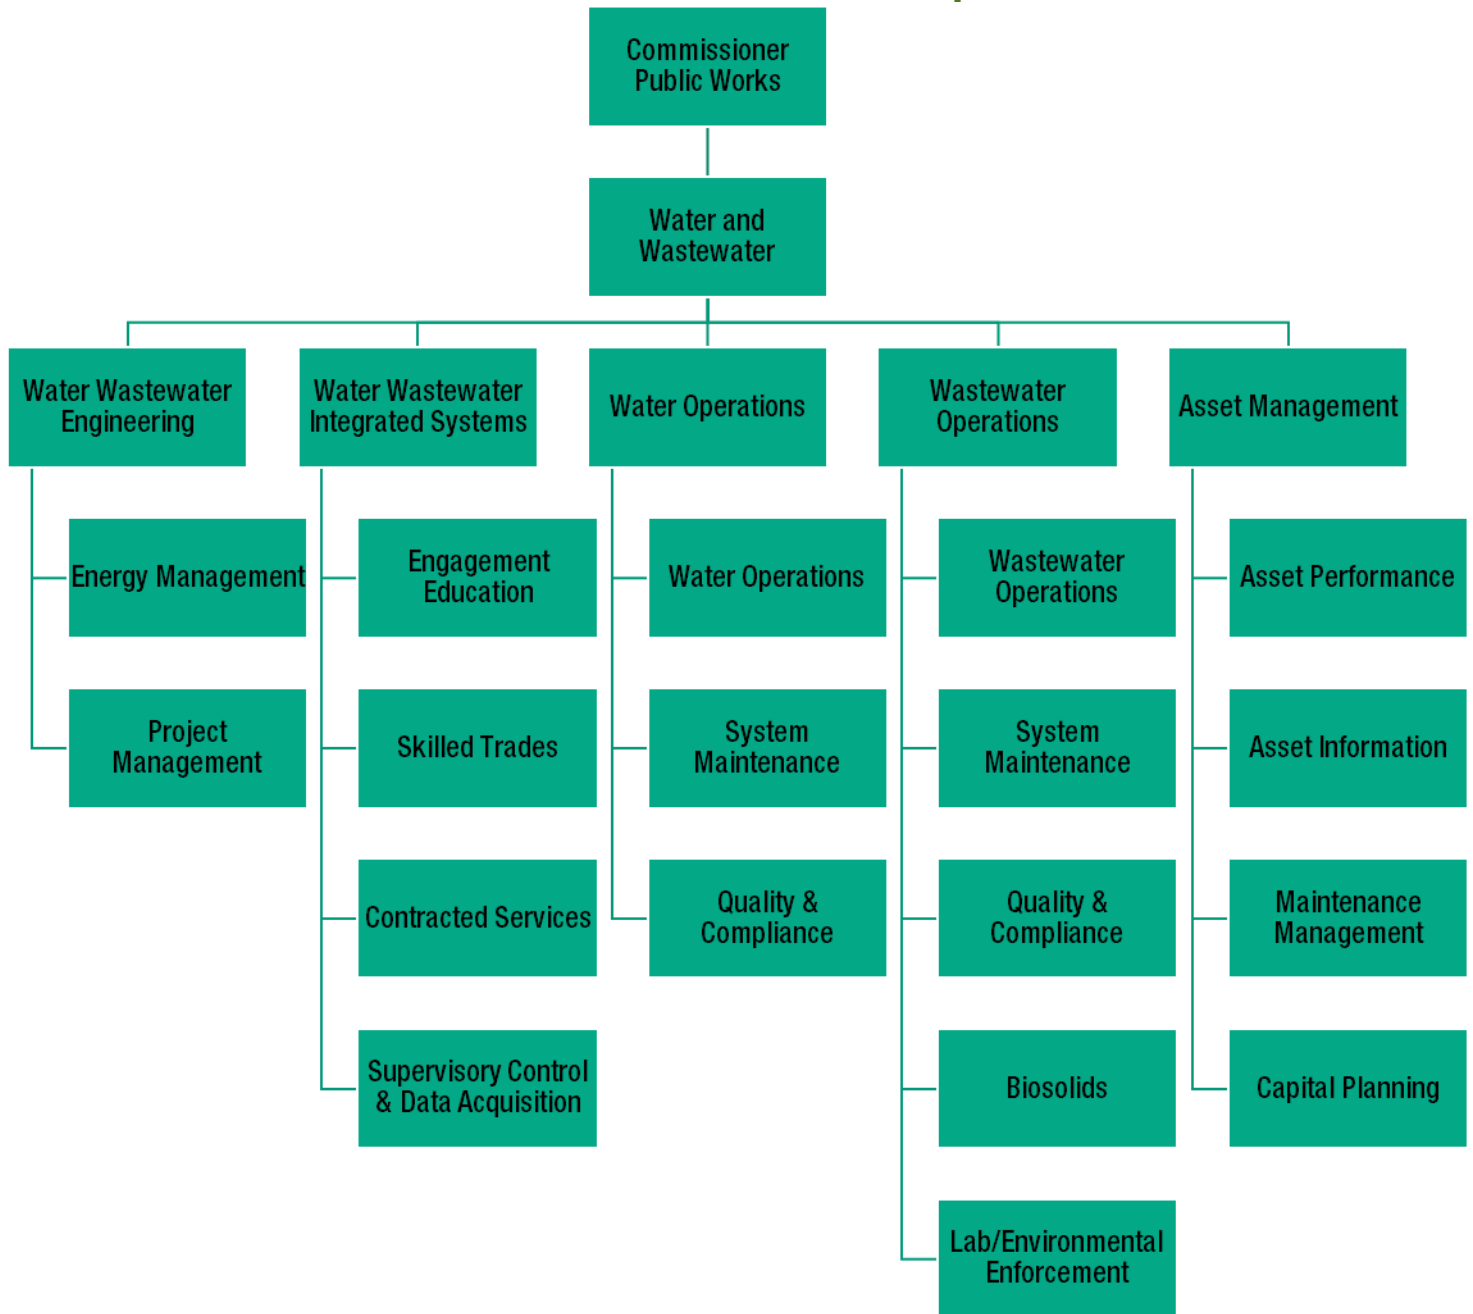 Commissioner
Public Works
Water and
Wastewater
Water Wastewater
Engineering
Water Wastewater
Integrated Systems
Water Operations
Wastewater
Operations
Asset Management
Energy Management
Engagement
Education
Water Operations
Wastewater
Operations
Asset Performance
Project
Management
Skilled Trades
System
Maintenance
System
Maintenance
Asset Information
Contracted Services
Quality &
Compliance
Quality &
Compliance
Maintenance
Management
Supervisory Control
& Data Acquisition
Biosolids
Capital Planning
Lab/Environmental
Enforcement